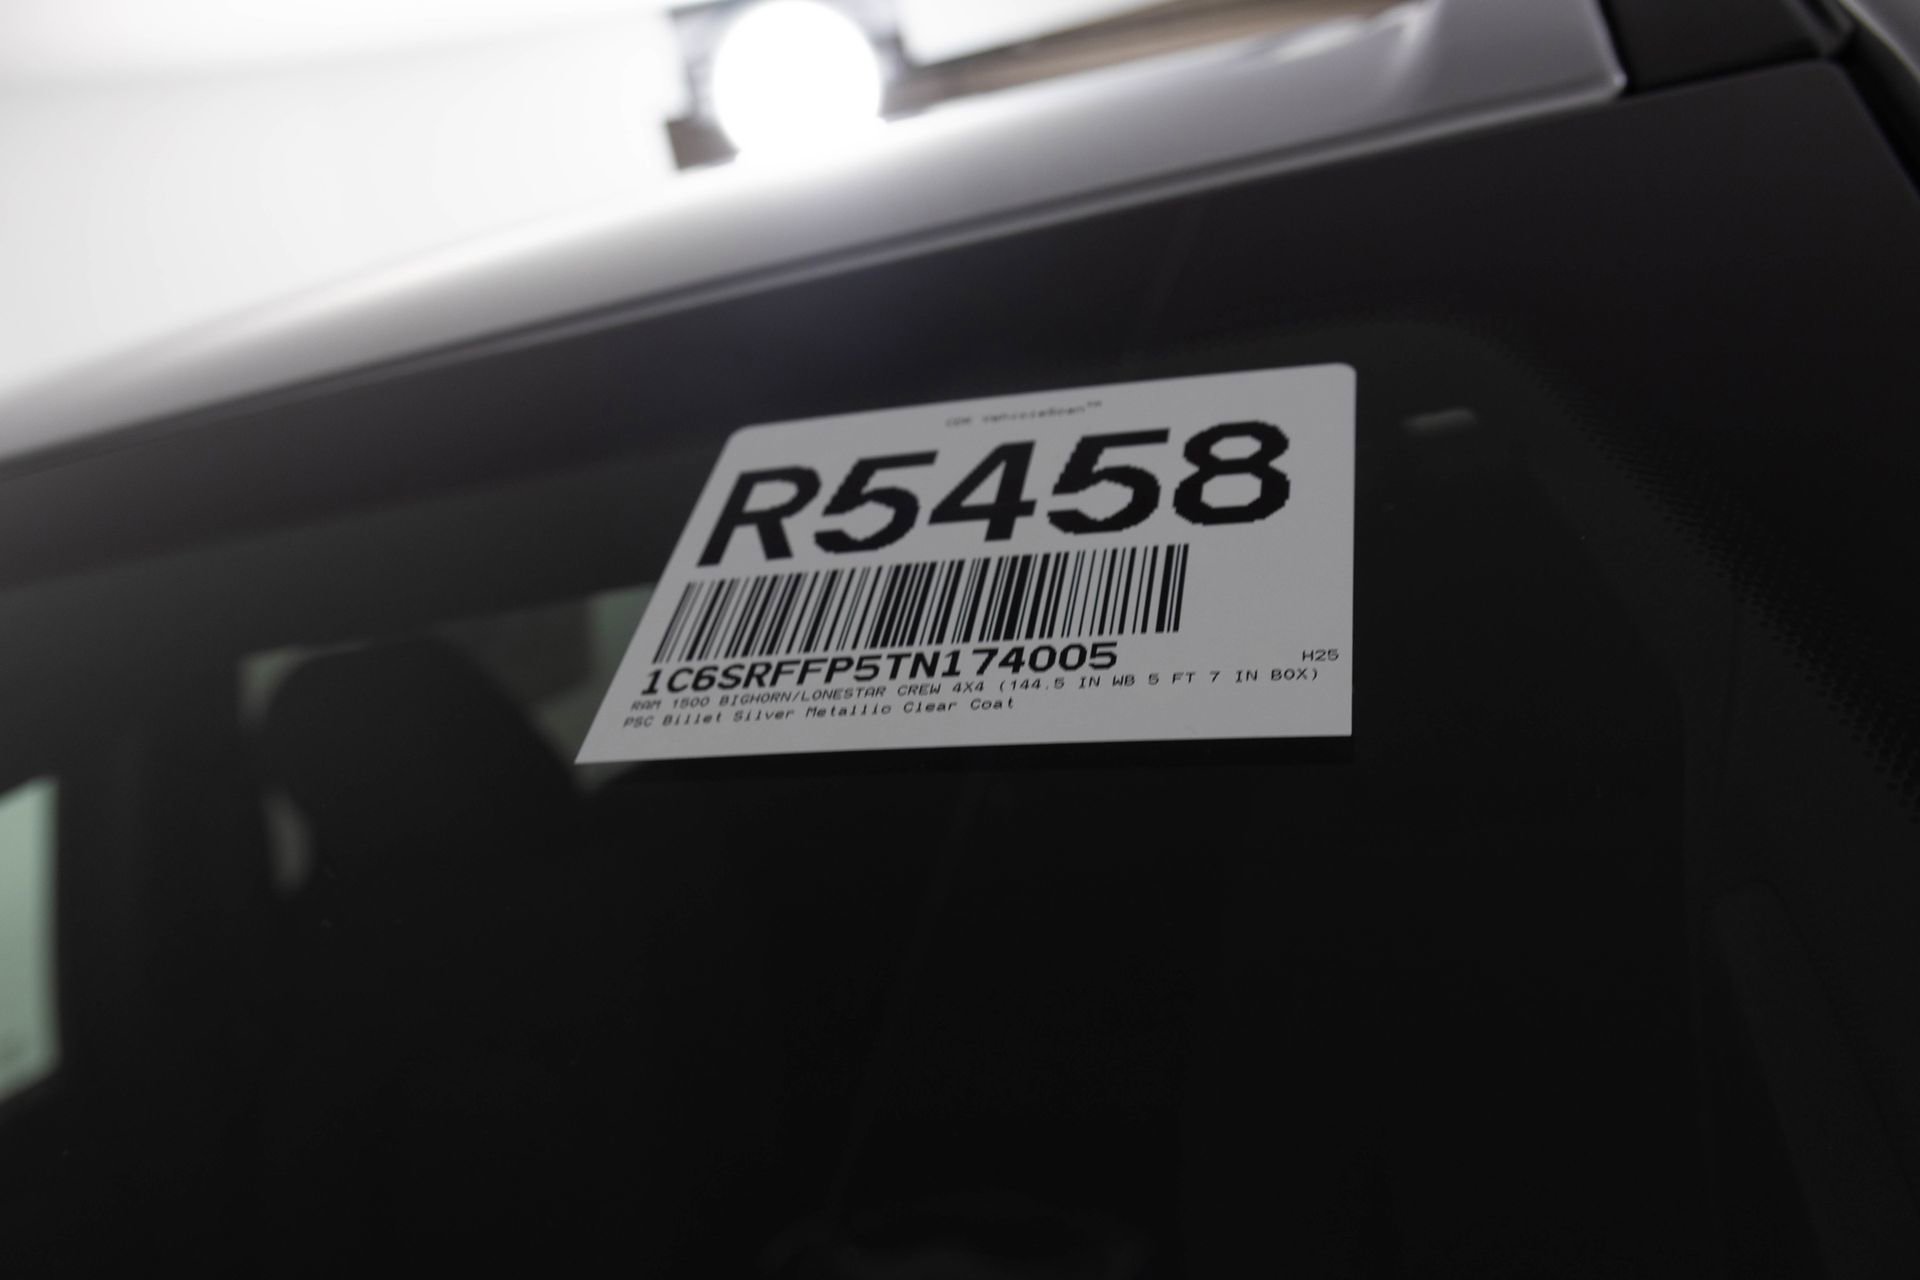 R5458
1C6SRFFP5TN174005
H25
RAM 1500 BIGHORN/LONESTAR CREW 4X4 (144.5 IN WB 5 FT 7 IN BOX)
PSC Billet Silver Metallic Clear Coat